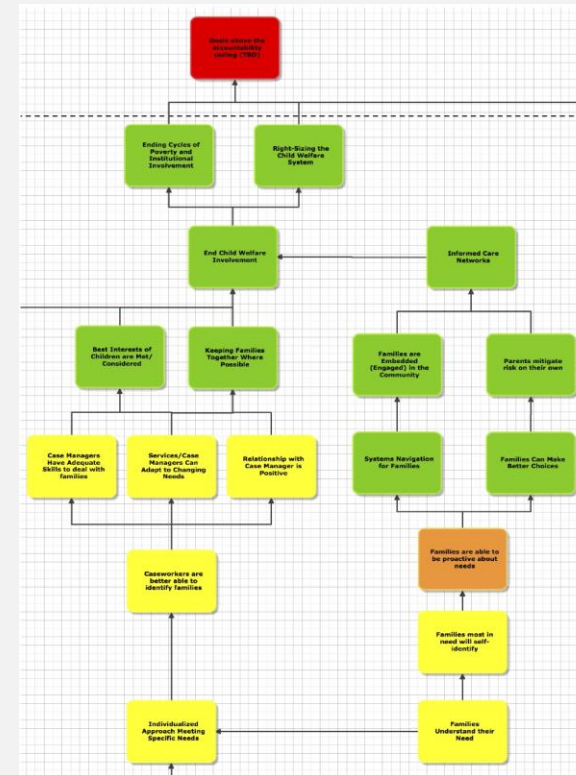 Goals above the
accountability
ceiling (TBD)
Ending Cycles of
Poverty and
Institutional
Involvement
Right-Sizing the
Child Welfare
System
End Child Welfare
Involvement
Informed Care
Networks
Best Interests of
Children are Met/
Considered
Keeping Families
Together Where
Possible
Families are
Embedded
(Engaged) in the
Community
Parents mitigate
risk on their own
Case Managers
Have Adequate
Skills to deal with
families
Services/Case
Managers Can
Adapt to Changing
Needs
Relationship with
Case Manager is
Positive
Systems Navigation
for Families
Families Can Make
Better Choices
Families are able to
be proactive about
needs
Caseworkers are
better able to
identify families
Families most in
need will self-
identify
Individualized
Approach Meeting
Specific Needs
Families
Understand their
Need